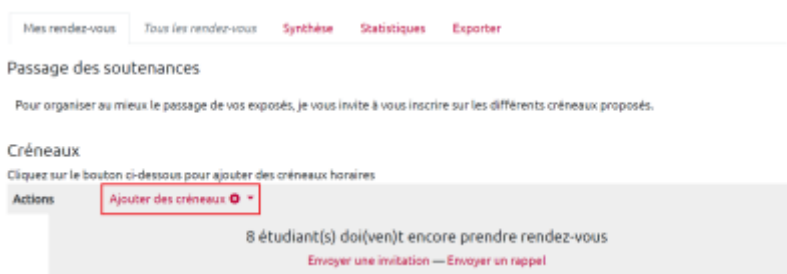 Mes rendez-vous Tous les rendez-vous Synthèse Statistiques Exporter
Passage des soutenances
Pour organiser au mieux le passage de vos exposés, je vous invite à vous inscrire sur les différents créneaux proposés.
Créneaux
Cliquez sur le bouton ci-dessous pour ajouter des créneaux horaires
Actions Ajouter des créneaux
8 étudiant(s) doi(ven)t encore prendre rendez-vous
Envoyer une invitation — Envoyer un rappel